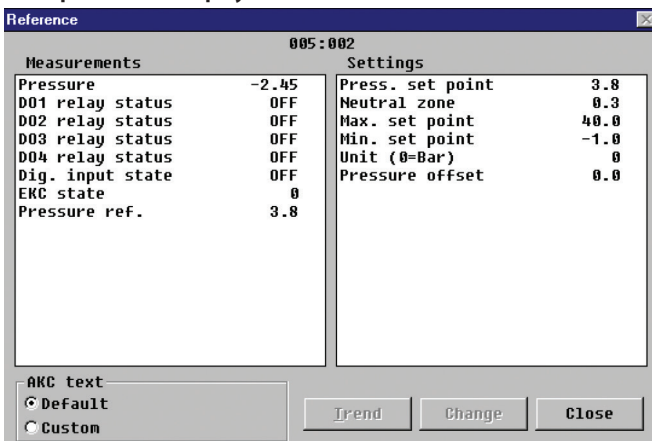 Reference
005:002
Measurements
Settings
Pressure -2.45
DO1 relay status OFF
DO2 relay status OFF
DO3 relay status OFF
DO4 relay status OFF
Dig. input state OFF
EKC state 0
Pressure ref. 3.8
Press. set point 3.8
Neutral zone 0.3
Max. set point 40.0
Min. set point -1.0
Unit (0=Bar) 0
Pressure offset 0.0
AKC text
Default
Custom
Trend
Change
Close